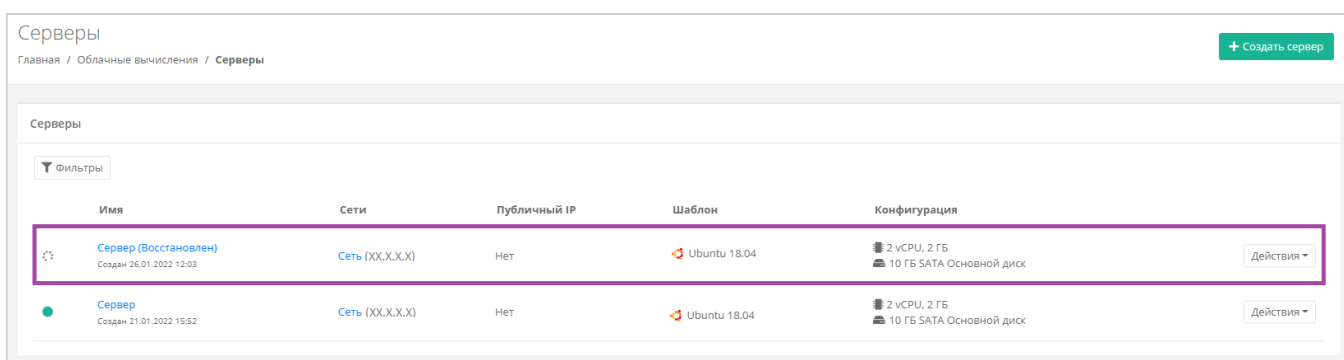 Серверы
Главная / Облачные вычисления / Серверы
+ Создать сервер
Серверы
Фильтры
Имя Сети Публичный IP Шаблон Конфигурация
Сервер (Восстановлен)
Создан 26.01.2022 12:03
Сеть (XX.X.X.X)
Нет
Ubuntu 18.04
2 vCPU, 2 ГБ
10 ГБ SATA Основной диск
Действия
Сервер
Создан 21.01.2022 15:52
Сеть (XX.X.X.X)
Нет
Ubuntu 18.04
2 vCPU, 2 ГБ
10 ГБ SATA Основной диск
Действия